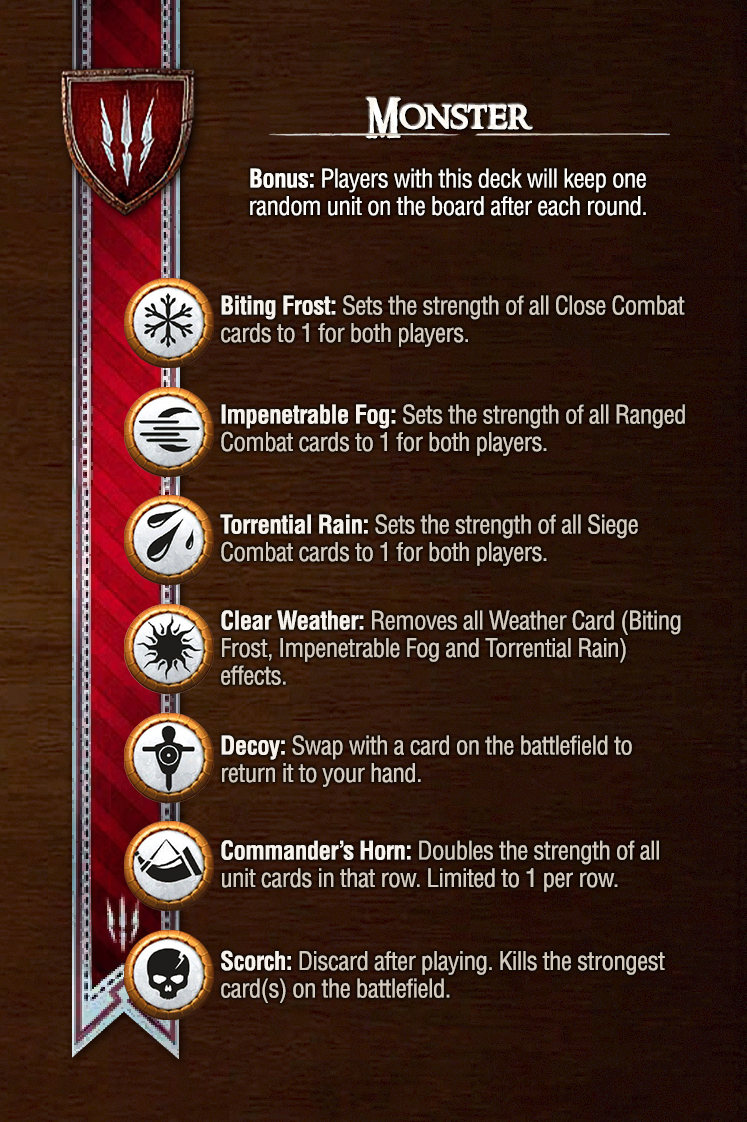 Monster
Bonus: Players with this deck will keep one
random unit on the board after each round.
Biting Frost: Sets the strength of all Close Combat
cards to 1 for both players.
Impenetrable Fog: Sets the strength of all Ranged
Combat cards to 1 for both players.
Torrential Rain: Sets the strength of all Siege
Combat cards to 1 for both players.
Clear Weather: Removes all Weather Card (Biting
Frost, Impenetrable Fog and Torrential Rain)
effects.
Decoy: Swap with a card on the battlefield to
return it to your hand.
Commander’s Horn: Doubles the strength of all
unit cards in that row. Limited to 1 per row.
Scorch: Discard after playing. Kills the strongest
card(s) on the battlefield.